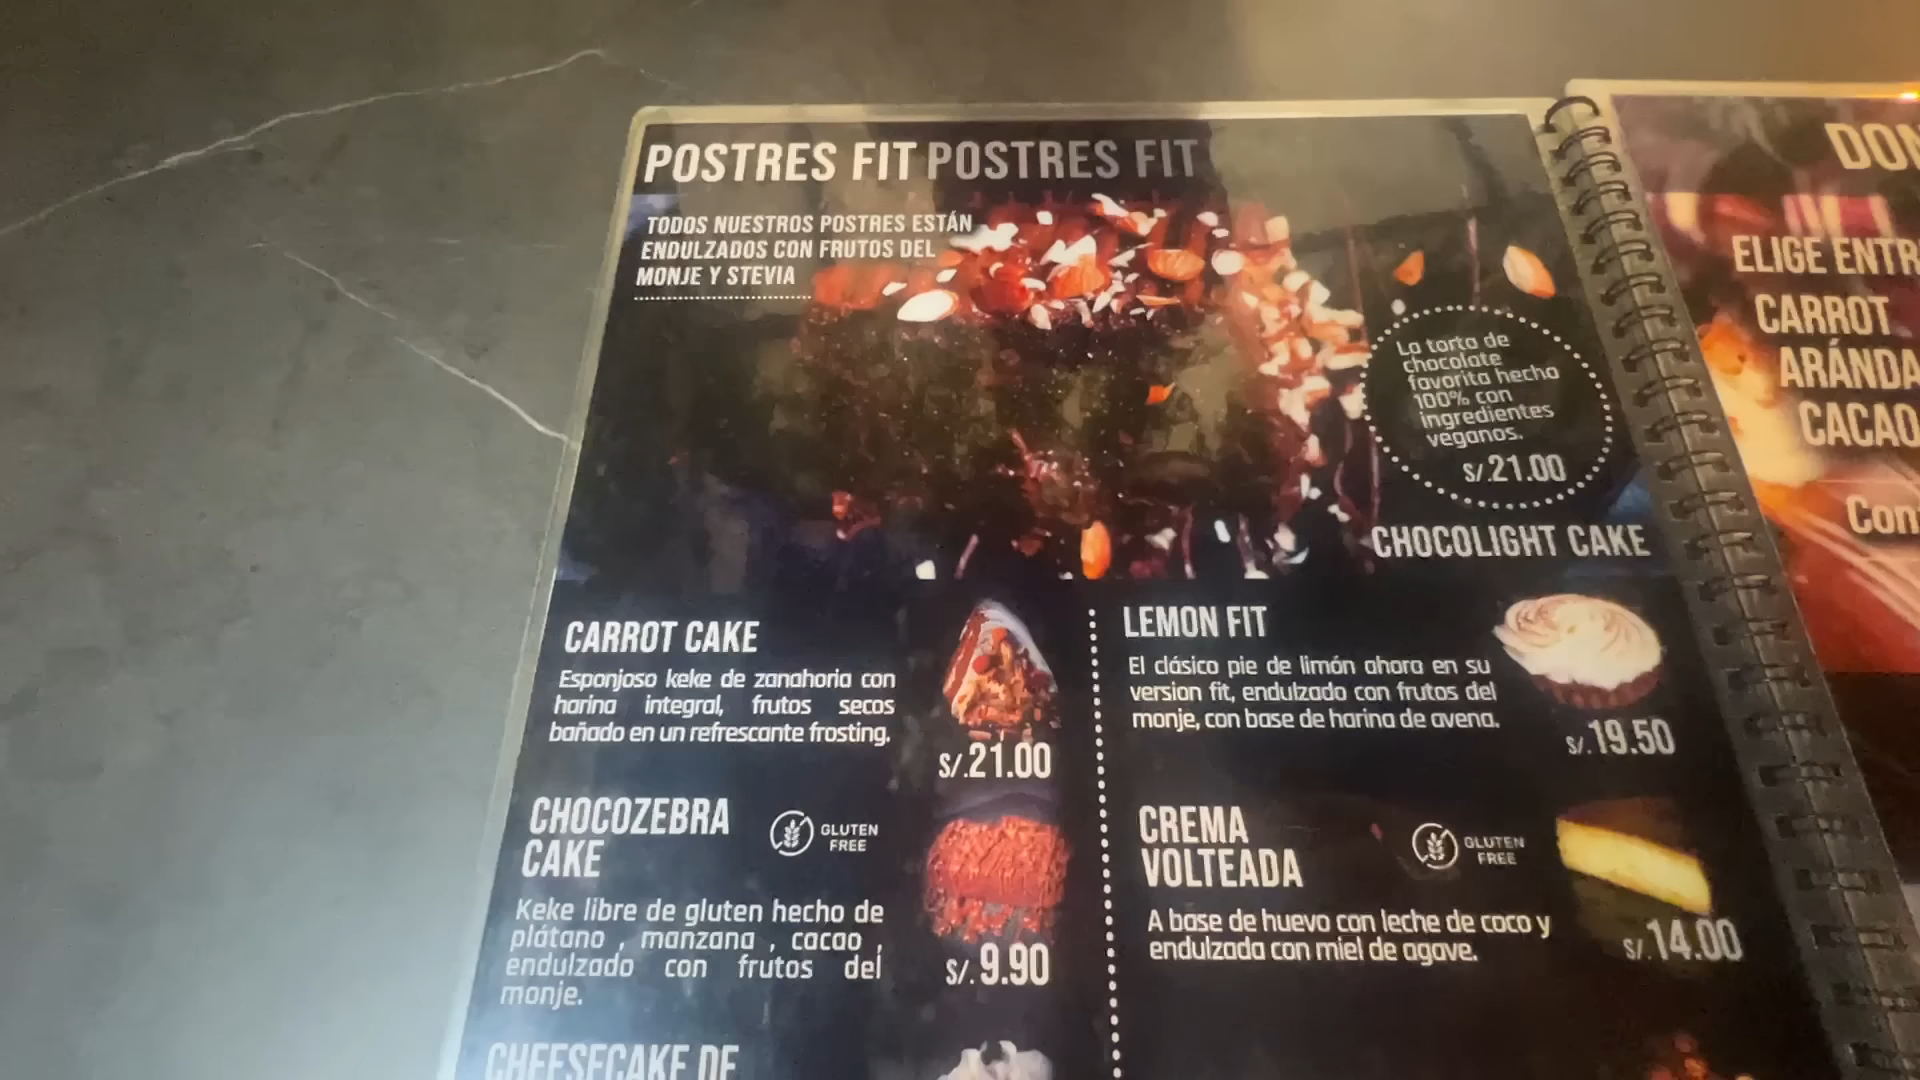 POSTRES FIT POSTRES FIT
TODOS NUESTROS POSTRES ESTÁN
ENDULZADOS CON FRUTOS DEL
MONJE Y STEVIA
La torta de
chocolate
favorita hecho
100% con
ingredientes
veganos.
S/.21.00
CHOCOLIGHT CAKE
CARROT CAKE
Esponjoso keke de zanahoria con
harina integral, frutos secos
bañado en un refrescante frosting.
S/.21.00
CHOCOZEBRA
CAKE
GLUTEN
FREE
Keke libre de gluten hecho de
plátano , manzana , cacao ,
endulzado con frutos del
monje.
S/.9.90
CHEESECAKE DE
LEMON FIT
El clásico pie de limón ahora en su
version fit, endulzado con frutos del
monje, con base de harina de avena.
S/.19.50
CREMA
VOLTEADA
GLUTEN
FREE
A base de huevo con leche de coco y
endulzada con miel de agave.
S/.14.00
ELIGE
CARROT
CACAO